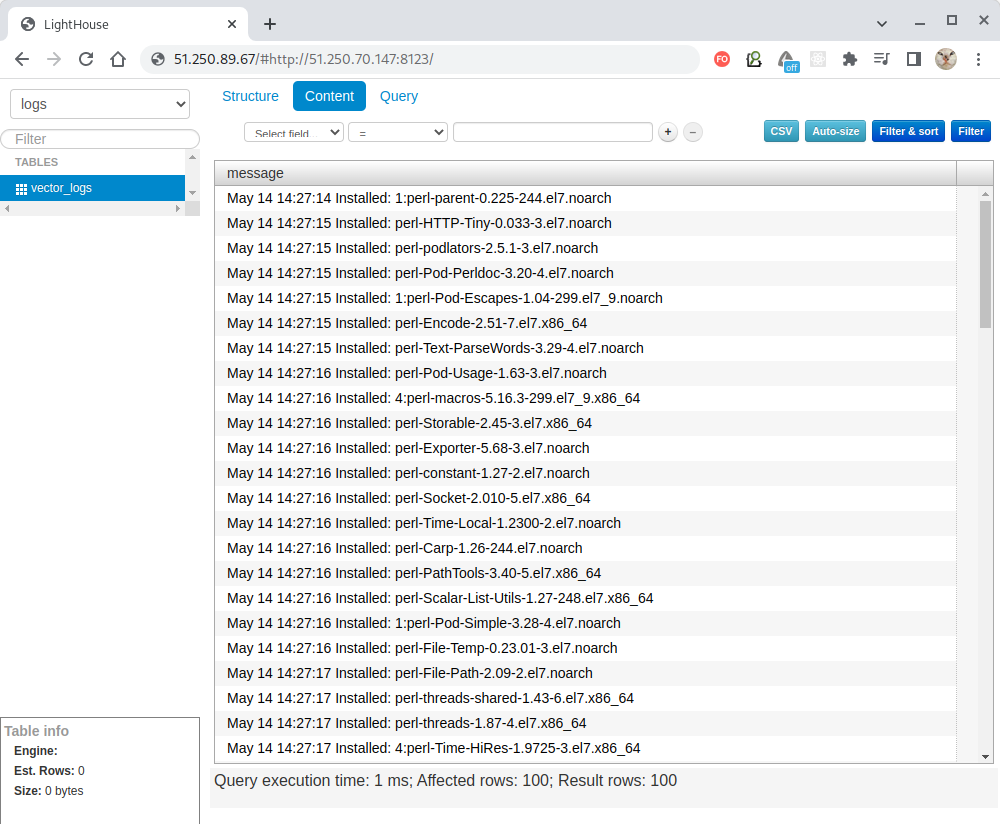 LightHouse
51.250.89.67/#http://51.250.70.147:8123/
FO
off
logs
Structure
Content
Query
Filter
Select field
=
+
−
CSV
Auto-size
Filter & sort
Filter
TABLES
vector_logs
message
May 14 14:27:14 Installed: 1:perl-parent-0.225-244.el7.noarch
May 14 14:27:15 Installed: perl-HTTP-Tiny-0.033-3.el7.noarch
May 14 14:27:15 Installed: perl-podlators-2.5.1-3.el7.noarch
May 14 14:27:15 Installed: perl-Pod-Perldoc-3.20-4.el7.noarch
May 14 14:27:15 Installed: 1:perl-Pod-Escapes-1.04-299.el7_9.noarch
May 14 14:27:15 Installed: perl-Encode-2.51-7.el7.x86_64
May 14 14:27:15 Installed: perl-Text-ParseWords-3.29-4.el7.noarch
May 14 14:27:16 Installed: perl-Pod-Usage-1.63-3.el7.noarch
May 14 14:27:16 Installed: 4:perl-macros-5.16.3-299.el7_9.x86_64
May 14 14:27:16 Installed: perl-Storable-2.45-3.el7.x86_64
May 14 14:27:16 Installed: perl-Exporter-5.68-3.el7.noarch
May 14 14:27:16 Installed: perl-constant-1.27-2.el7.noarch
May 14 14:27:16 Installed: perl-Socket-2.010-5.el7.x86_64
May 14 14:27:16 Installed: perl-Time-Local-1.2300-2.el7.noarch
May 14 14:27:16 Installed: perl-Carp-1.26-244.el7.noarch
May 14 14:27:16 Installed: perl-PathTools-3.40-5.el7.x86_64
May 14 14:27:16 Installed: perl-Scalar-List-Utils-1.27-248.el7.x86_64
May 14 14:27:16 Installed: 1:perl-Pod-Simple-3.28-4.el7.noarch
May 14 14:27:16 Installed: perl-File-Temp-0.23.01-3.el7.noarch
May 14 14:27:17 Installed: perl-File-Path-2.09-2.el7.noarch
May 14 14:27:17 Installed: perl-threads-shared-1.43-6.el7.x86_64
May 14 14:27:17 Installed: perl-threads-1.87-4.el7.x86_64
May 14 14:27:17 Installed: 4:perl-Time-HiRes-1.9725-3.el7.x86_64
Table info
Engine:
Est. Rows: 0
Size: 0 bytes
Query execution time: 1 ms; Affected rows: 100; Result rows: 100